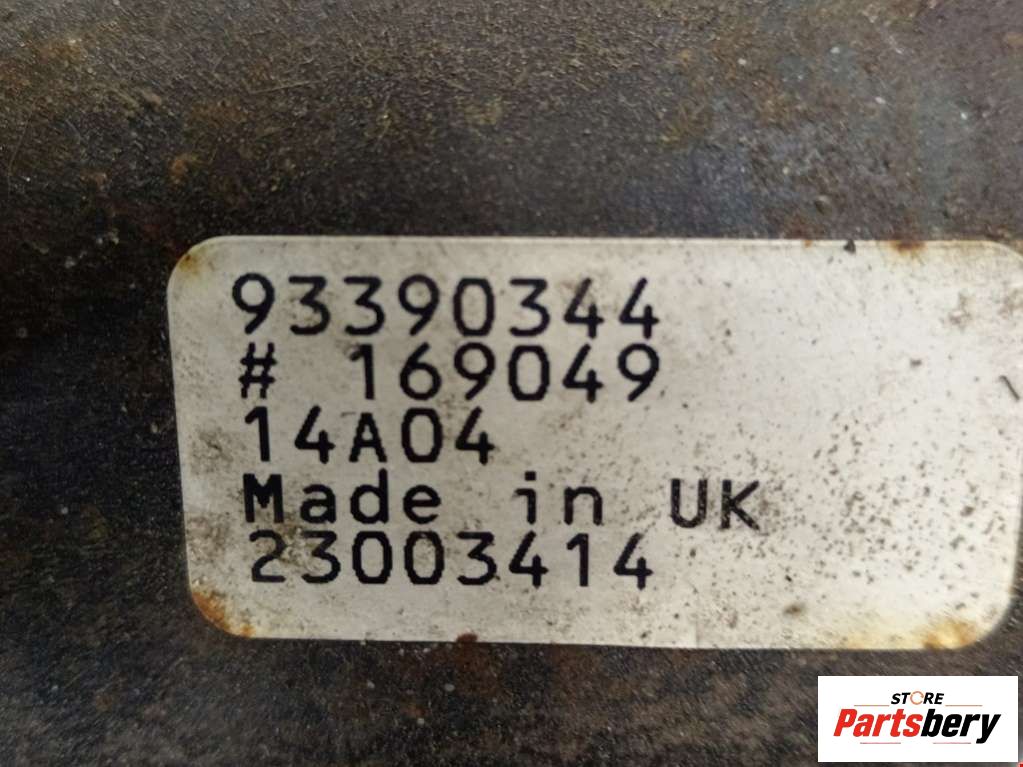 93390344
# 169049
14A04
Made in UK
23003414
STORE
Partsbery